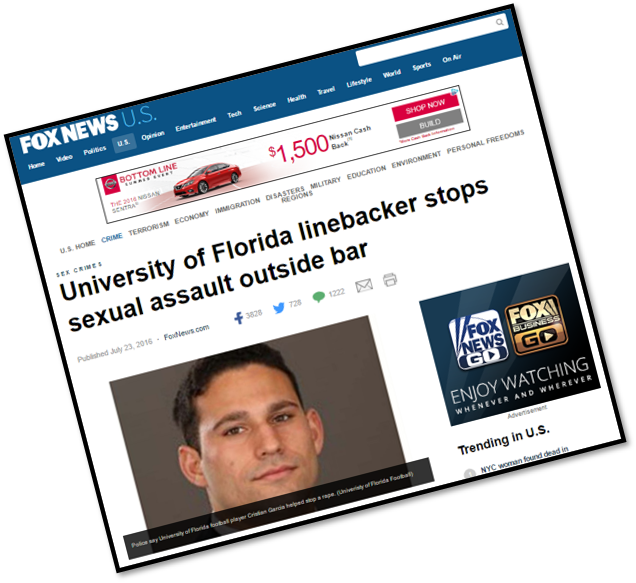 FOX NEWS U.S.
Home Video Politics U.S. Opinion Entertainment Tech Science Health Travel Lifestyle World Sports On Air
BOTTOM LINE
SUMMER EVENT
THE 2016 NISSAN
SENTRA
$1,500 Nissan Cash
Back
SHOP NOW
BUILD
U.S. HOME CRIME TERRORISM ECONOMY IMMIGRATION DISASTERS MILITARY EDUCATION ENVIRONMENT PERSONAL FREEDOMS
REGIONS
SEX CRIMES
University of Florida linebacker stops
sexual assault outside bar
Published July 23, 2016 · FoxNews.com
3828 728 1222
FOX
NEWS
GO
FOX
BUSINESS
GO
ENJOY WATCHING
WHENEVER AND WHEREVER
Advertisement
Trending in U.S.
NYC woman found dead in
Police say University of Florida football player Cristian Garcia helped stop a rape. (Univeristy of Florida Football)